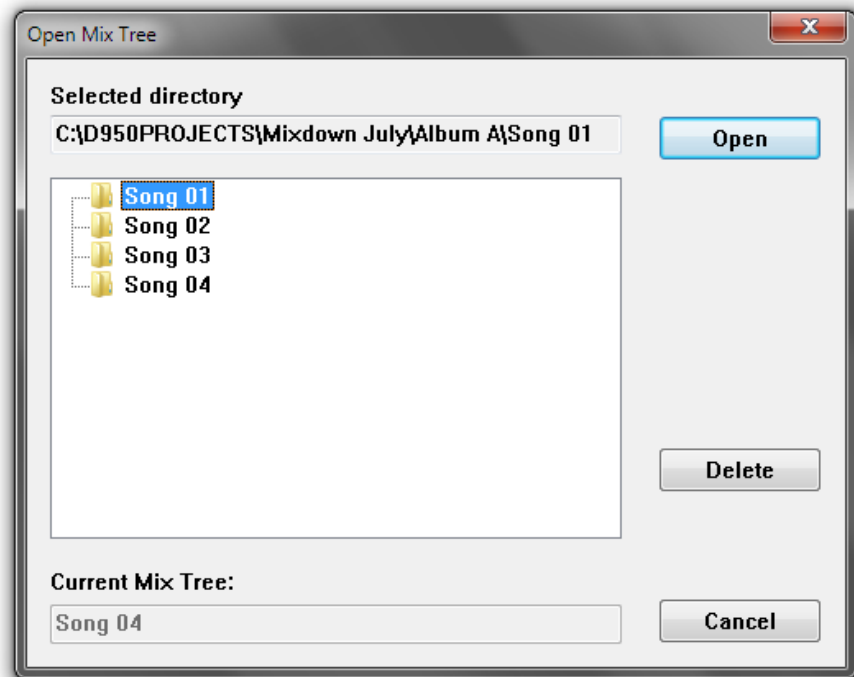 Open Mix Tree
Selected directory
C:\D950PROJECTS\Mixdown July\Album A\Song 01
Open
Song 01
Song 02
Song 03
Song 04
Delete
Current Mix Tree:
Song 04
Cancel